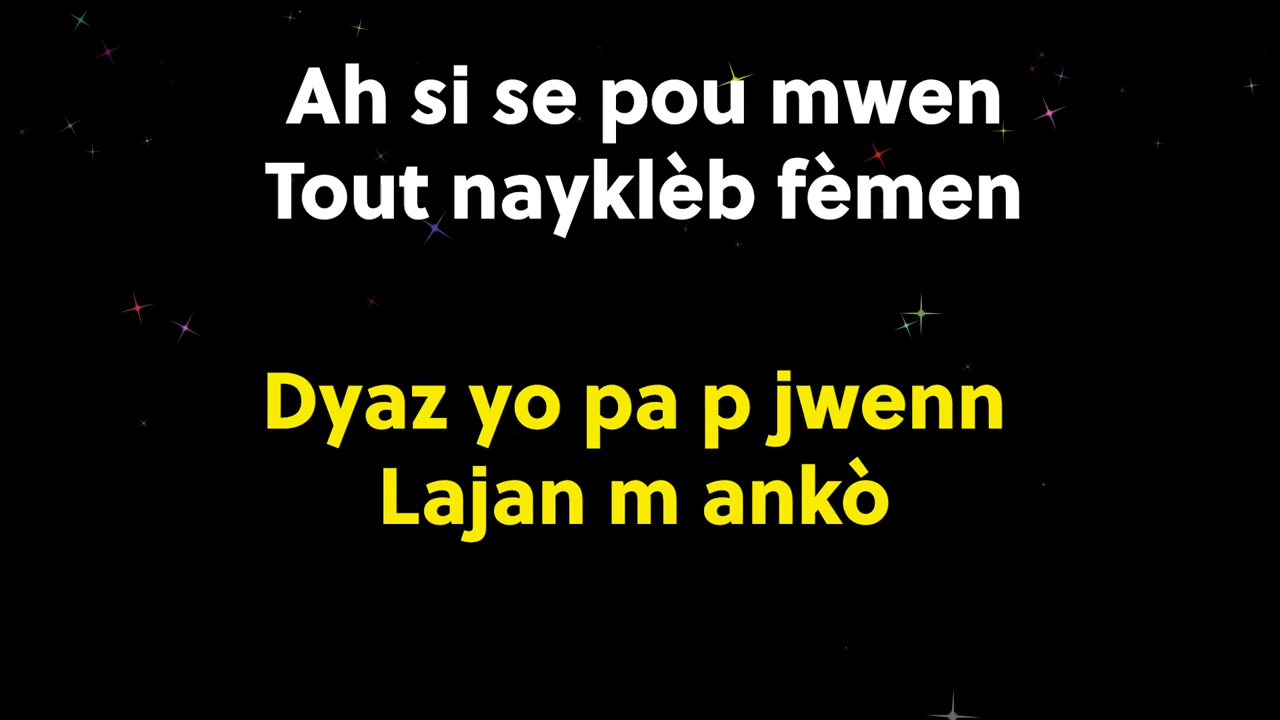 Ah si se pou mwen
Tout nayklèb fèmen
Dyaz yo pa p jwenn
Lajan m ankò